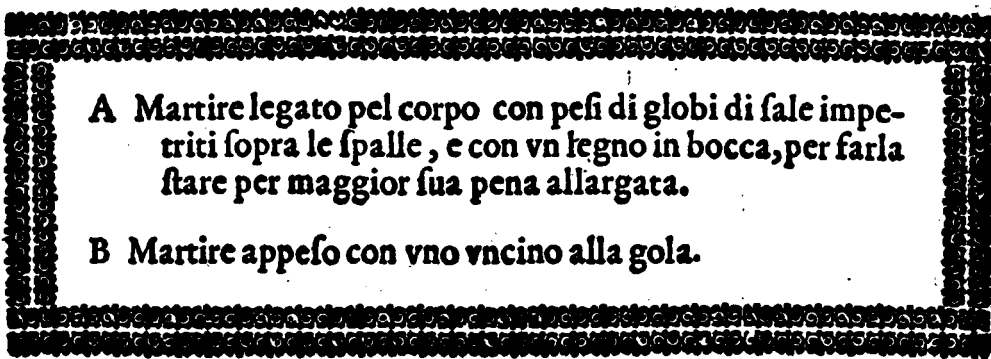 A Martire legato pel corpo con pesi di globi di sale impe-
triti sopra le spalle, e con vn legno in bocca, per farla
stare per maggior sua pena allargata.
B Martire appeso con vno vncino alla gola.